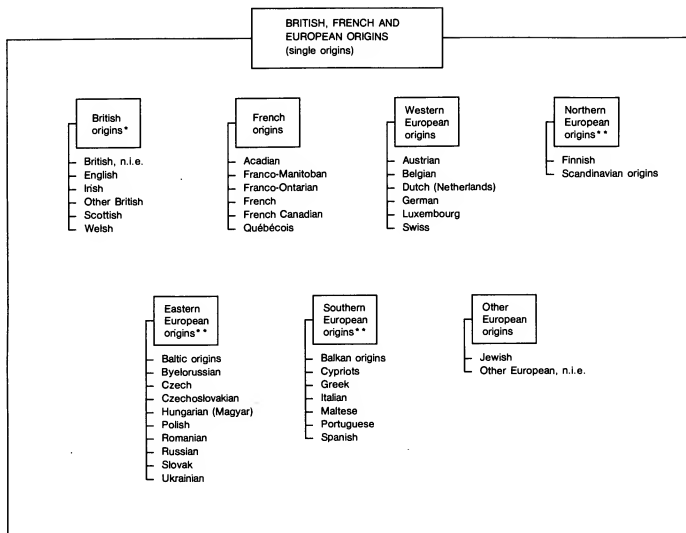 BRITISH, FRENCH AND
EUROPEAN ORIGINS
(single origins)
British
origins*
British, n.i.e.
English
Irish
Other British
Scottish
Welsh
French
origins
Acadian
Franco-Manitoban
Franco-Ontarian
French
French Canadian
Québécois
Western
European
origins
Austrian
Belgian
Dutch (Netherlands)
German
Luxembourg
Swiss
Northern
European
origins**
Finnish
Scandinavian origins
Eastern
European
origins**
Baltic origins
Byelorussian
Czech
Czechoslovakian
Hungarian (Magyar)
Polish
Romanian
Russian
Slovak
Ukrainian
Southern
European
origins**
Balkan origins
Cypriots
Greek
Italian
Maltese
Portuguese
Spanish
Other
European
origins
Jewish
Other European, n.i.e.